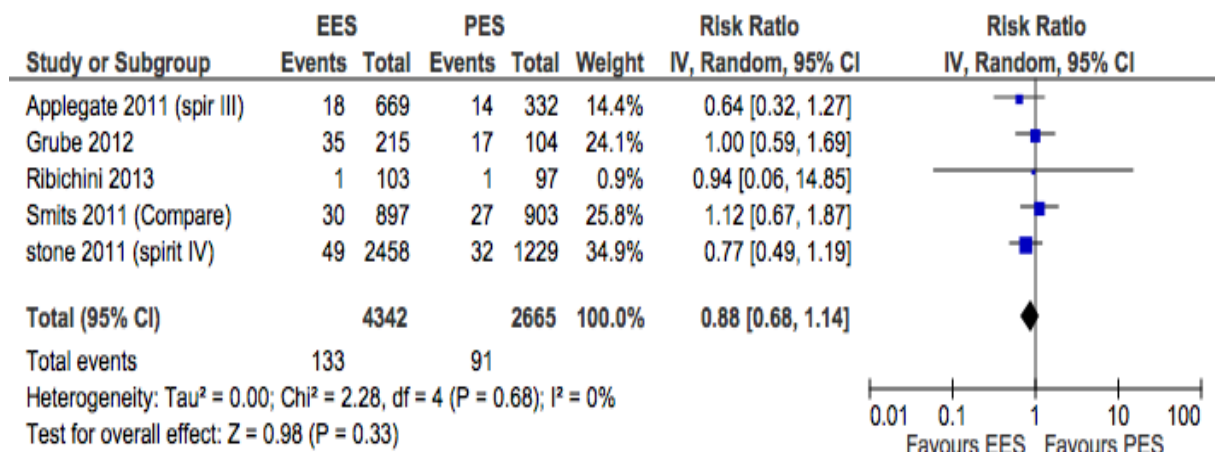 EES PES Risk Ratio Risk Ratio
Study or Subgroup Events Total Events Total Weight IV, Random, 95% CI IV, Random, 95% CI
Applegate 2011 (spir III) 18 669 14 332 14.4% 0.64 [0.32, 1.27]
Grube 2012 35 215 17 104 24.1% 1.00 [0.59, 1.69]
Ribichini 2013 1 103 1 97 0.9% 0.94 [0.06, 14.85]
Smits 2011 (Compare) 30 897 27 903 25.8% 1.12 [0.67, 1.87]
stone 2011 (spirit IV) 49 2458 32 1229 34.9% 0.77 [0.49, 1.19]
Total (95% CI) 4342 2665 100.0% 0.88 [0.68, 1.14]
Total events 133 91
Heterogeneity: Tau² = 0.00; Chi² = 2.28, df = 4 (P = 0.68); I² = 0%
Test for overall effect: Z = 0.98 (P = 0.33)
0.01 0.1 1 10 100
Favours EES Favours PES